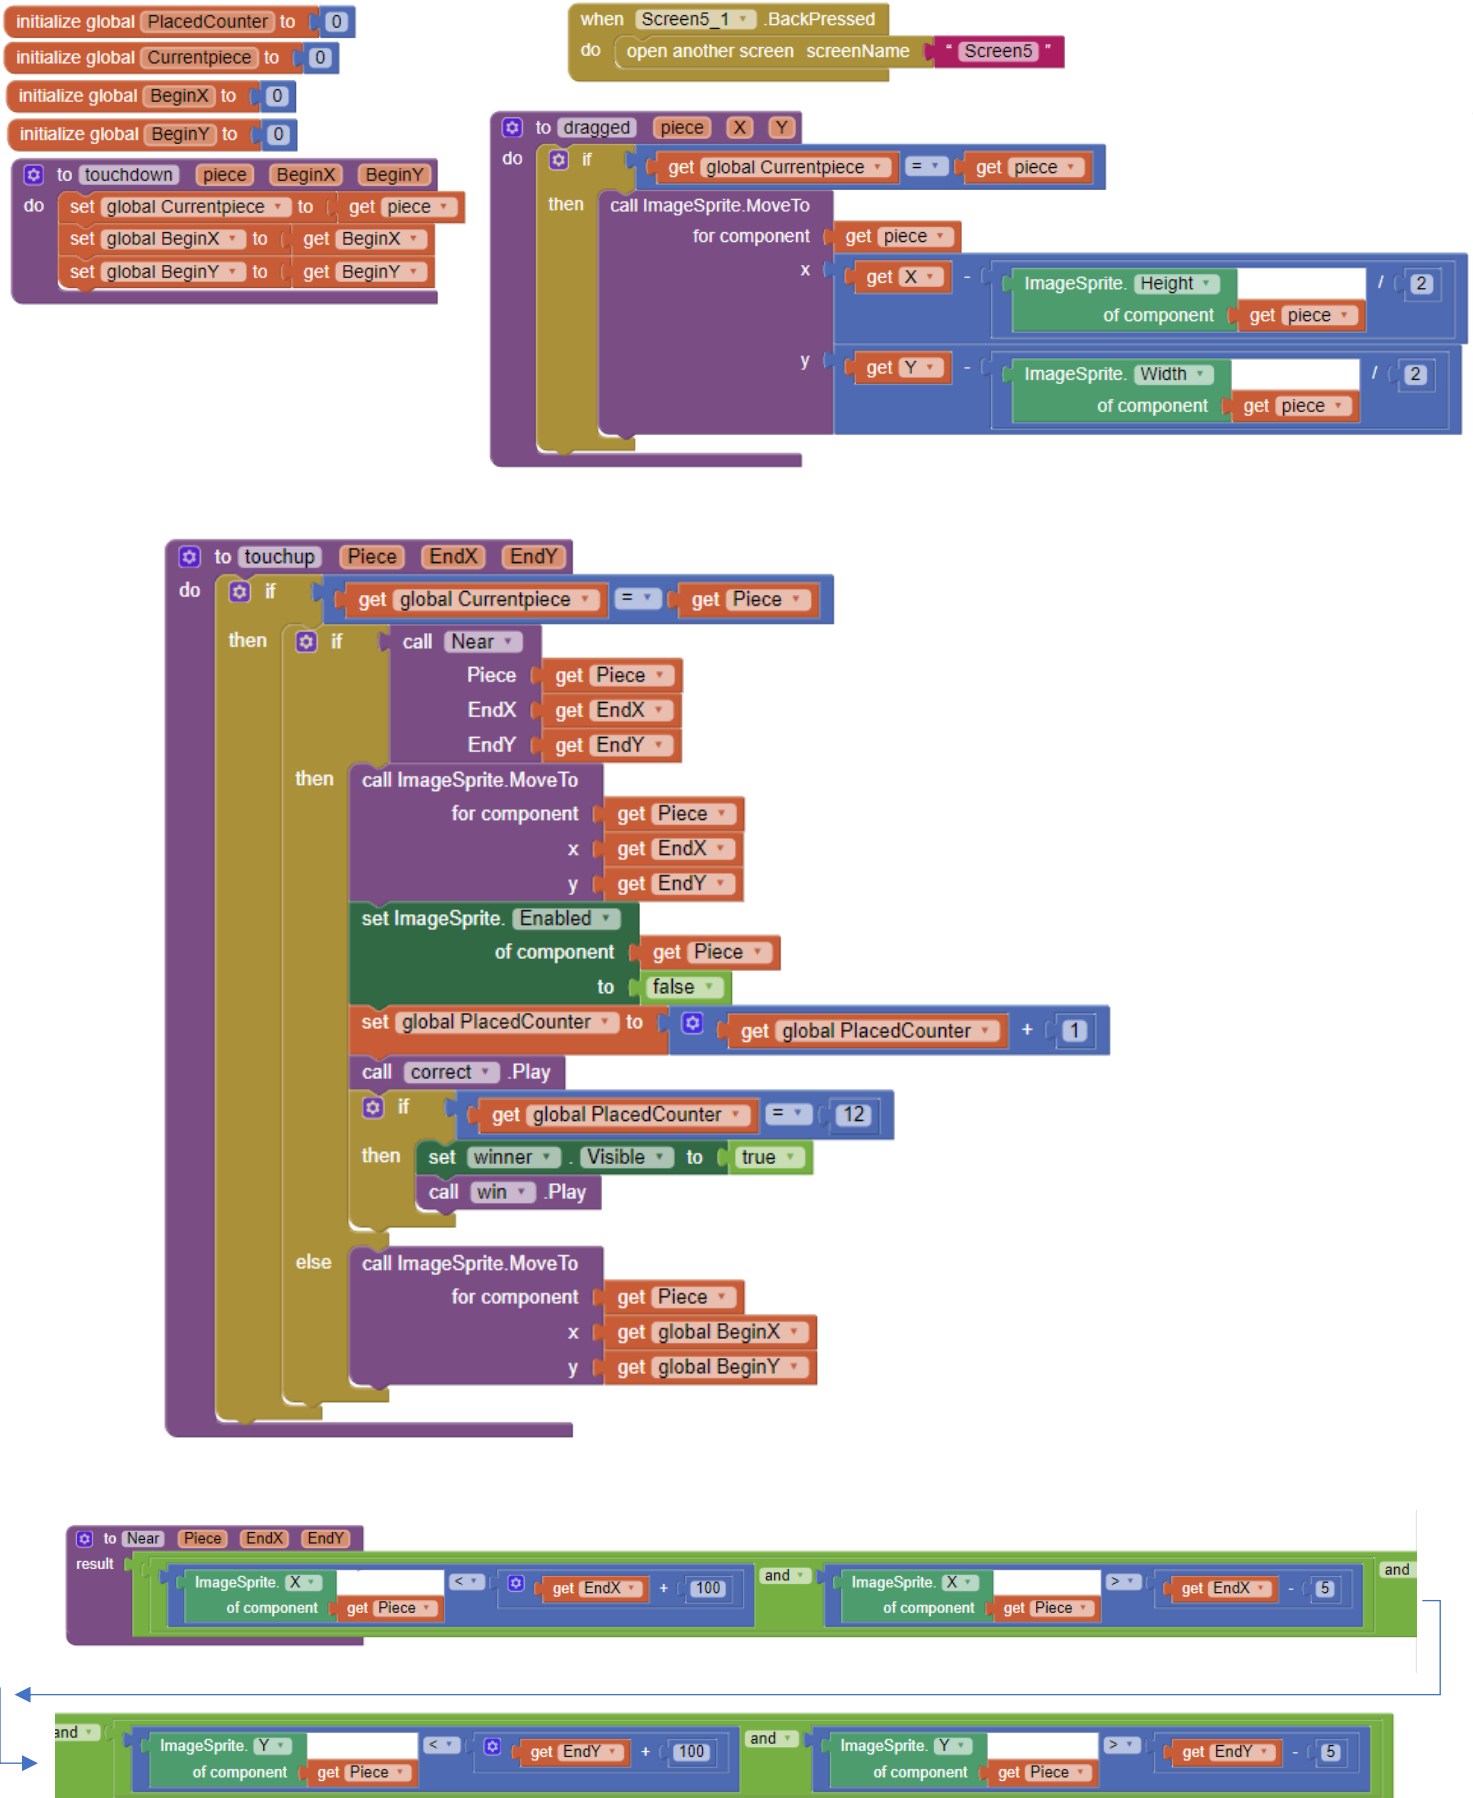 initialize global PlacedCounter to 0
initialize global Currentpiece to 0
initialize global BeginX to 0
initialize global BeginY to 0
to touchdown piece BeginX BeginY
do set global Currentpiece to get piece
set global BeginX to get BeginX
set global BeginY to get BeginY
when Screen5_1 .BackPressed
do open another screen screenName " Screen5 "
to dragged piece X Y
do if get global Currentpiece = get piece
then call ImageSprite.MoveTo
for component get piece
x get X - ImageSprite. Height / 2
of component get piece
y get Y - ImageSprite. Width / 2
of component get piece
to touchup Piece EndX EndY
do if get global Currentpiece = get Piece
then if call Near
Piece get Piece
EndX get EndX
EndY get EndY
then call ImageSprite.MoveTo
for component get Piece
x get EndX
y get EndY
set ImageSprite. Enabled
of component get Piece
to false
set global PlacedCounter to get global PlacedCounter + 1
call correct .Play
if get global PlacedCounter = 12
then set winner . Visible to true
call win .Play
else call ImageSprite.MoveTo
for component get Piece
x get global BeginX
y get global BeginY
to Near Piece EndX EndY
result ImageSprite. X < get EndX + 100 and ImageSprite. X > get EndX - 5 and
of component get Piece of component get Piece
and ImageSprite. Y < get EndY + 100 and ImageSprite. Y > get EndY - 5
of component get Piece of component get Piece